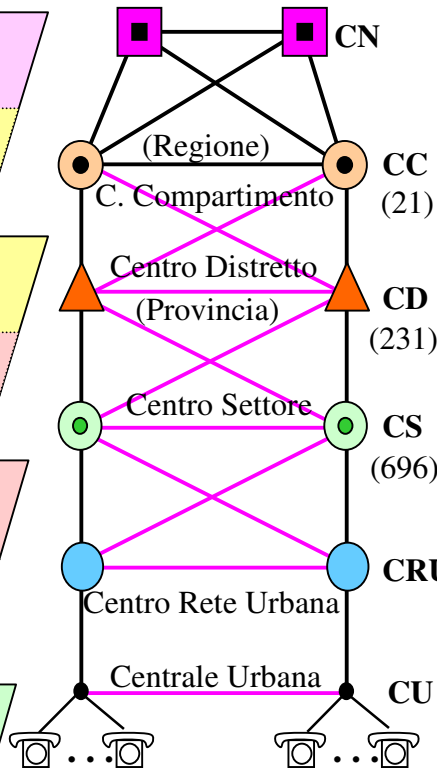 CN
(Regione)
CC
C. Compartimento
(21)
Centro Distretto
CD
(Provincia)
(231)
Centro Settore
CS
(696)
CRU
Centro Rete Urbana
Centrale Urbana
CU
...
...